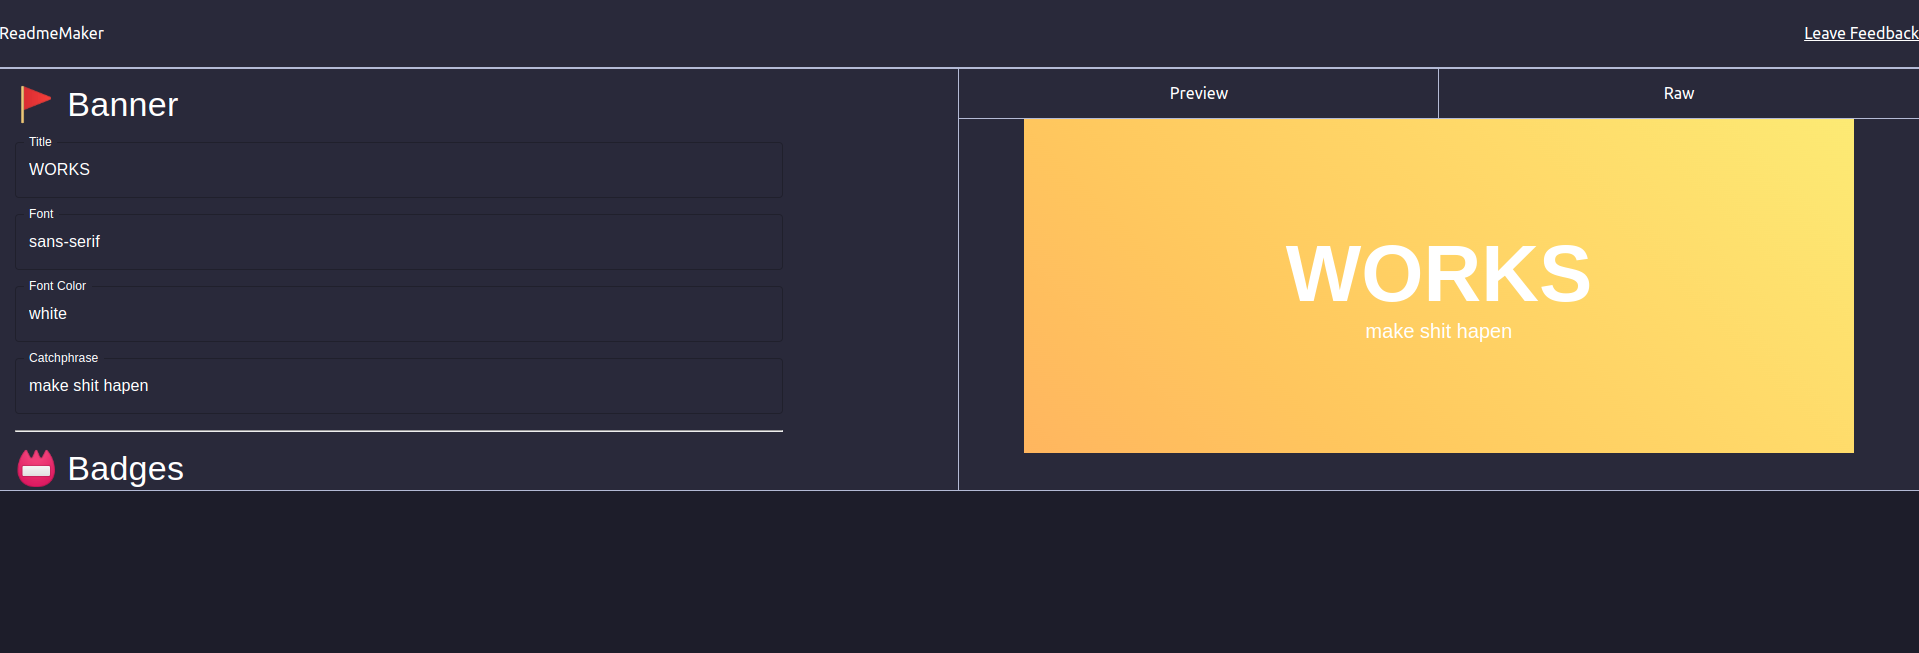 ReadmeMaker
Leave Feedback
Banner
Title
WORKS
Font
sans-serif
Font Color
white
Catchphrase
make shit hapen
Badges
Preview
Raw
WORKS
make shit hapen